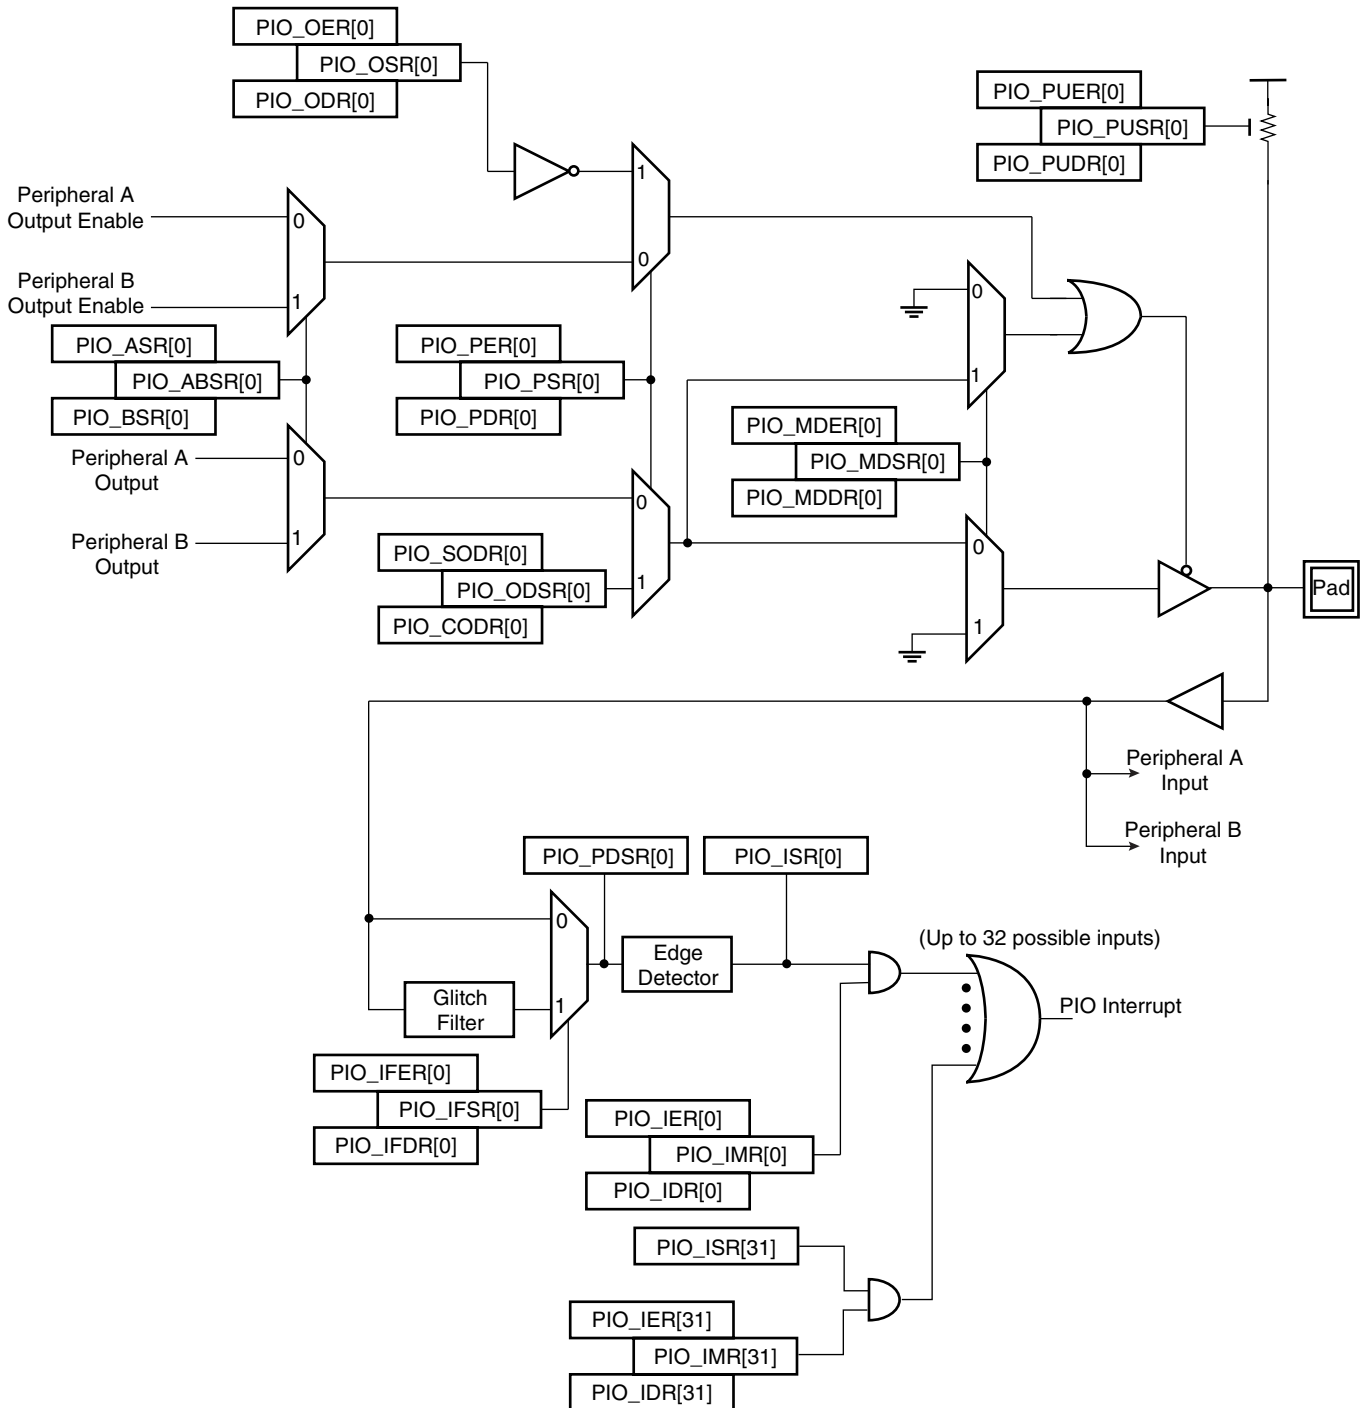 PIO_OER[0]
PIO_OSR[0]
PIO_ODR[0]
PIO_PUER[0]
PIO_PUSR[0]
PIO_PUDR[0]
1
0
Peripheral A
Output Enable
0
Peripheral B
Output Enable
1
PIO_ASR[0]
PIO_ABSR[0]
PIO_BSR[0]
PIO_PER[0]
PIO_PSR[0]
PIO_PDR[0]
0
1
PIO_MDER[0]
PIO_MDSR[0]
PIO_MDDR[0]
Peripheral A
Output
0
Peripheral B
Output
1
0
1
PIO_SODR[0]
PIO_ODSR[0]
PIO_CODR[0]
0
1
Pad
Peripheral A
Input
Peripheral B
Input
PIO_PDSR[0]
PIO_ISR[0]
0
1
Edge
Detector
Glitch
Filter
(Up to 32 possible inputs)
PIO Interrupt
PIO_IFER[0]
PIO_IFSR[0]
PIO_IFDR[0]
PIO_IER[0]
PIO_IMR[0]
PIO_IDR[0]
PIO_ISR[31]
PIO_IER[31]
PIO_IMR[31]
PIO_IDR[31]